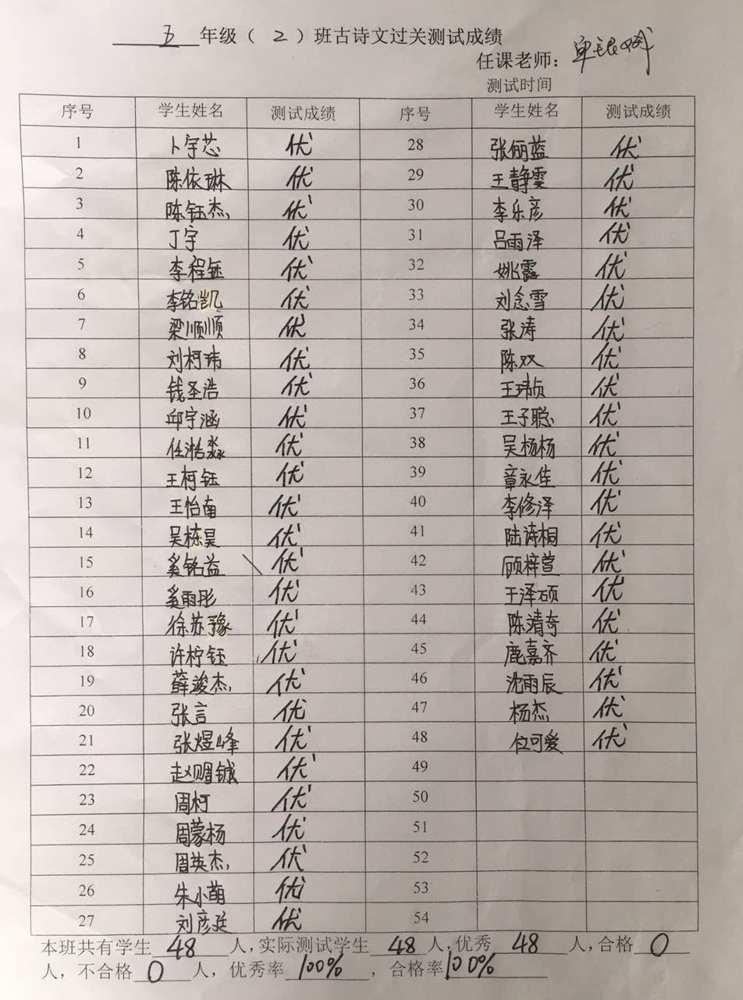 五 年级（ 2 ）班古诗文过关测试成绩
任课老师：
测试时间
序号 学生姓名 测试成绩 序号 学生姓名 测试成绩
1 卜宇芯 优 28 张俪蓝 优
2 陈依琳 优 29 王静雯 优
3 陈钰杰 优 30 李乐彦 优
4 丁宇 优 31 吕雨泽 优
5 李程钰 优 32 姚露 优
6 李铭凯 优 33 刘念雪 优
7 梁顺顺 优 34 张涛 优
8 刘柯玮 优 35 陈双 优
9 钱圣浩 优 36 王玮桢 优
10 邱宇涵 优 37 王子聪 优
11 任淞淼 优 38 吴杨杨 优
12 王柯钰 优 39 章永佳 优
13 王怡南 优 40 李修泽 优
14 吴栋昊 优 41 陆诗桐 优
15 奚铭益 优 42 顾梓萱 优
16 奚雨彤 优 43 王泽硕 优
17 徐苏豫 优 44 陈靖奇 优
18 许柠钰 优 45 鹿嘉齐 优
19 薛浚杰 优 46 沈雨辰 优
20 张言 优 47 杨杰 优
21 张煜峰 优 48 位可爱 优
22 赵赐铖 优 49
23 周柯 优 50
24 周蒙杨 优 51
25 周英杰 优 52
26 朱小萌 优 53
27 刘彦廷 优 54
本班共有学生 48 人，实际测试学生 48 人，优秀 48 人，合格 0
人，不合格 0 人，优秀率 100% ，合格率 100%